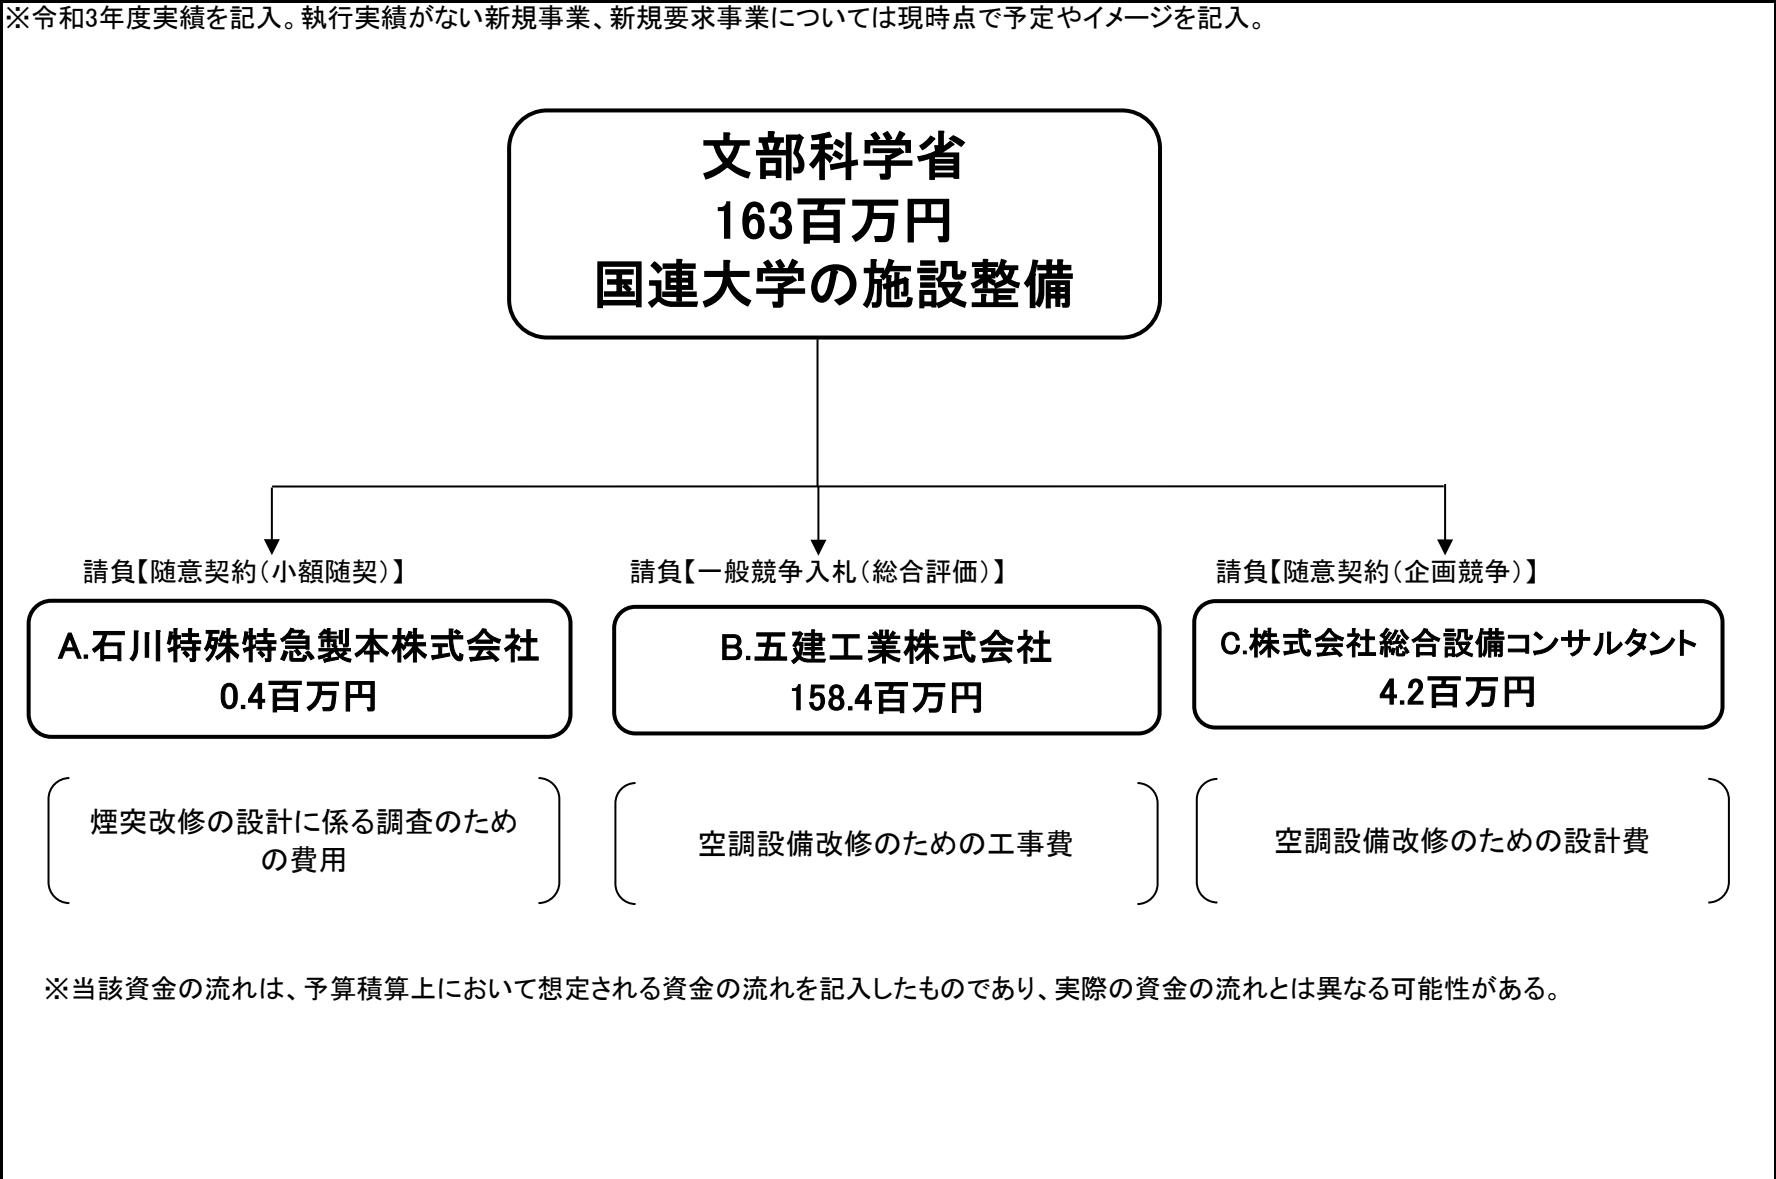 ※令和3年度実績を記入。執行実績がない新規事業、新規要求事業については現時点で予定やイメージを記入。
文部科学省
163百万円
国連大学の施設整備
請負【随意契約(小額随契)】
A.石川特殊特急製本株式会社
0.4百万円
煙突改修の設計に係る調査のため
の費用
請負【一般競争入札(総合評価)】
B.五建工業株式会社
158.4百万円
空調設備改修のための工事費
請負【随意契約(企画競争)】
C.株式会社総合設備コンサルタント
4.2百万円
空調設備改修のための設計費
※当該資金の流れは、予算積算上において想定される資金の流れを記入したものであり、実際の資金の流れとは異なる可能性がある。